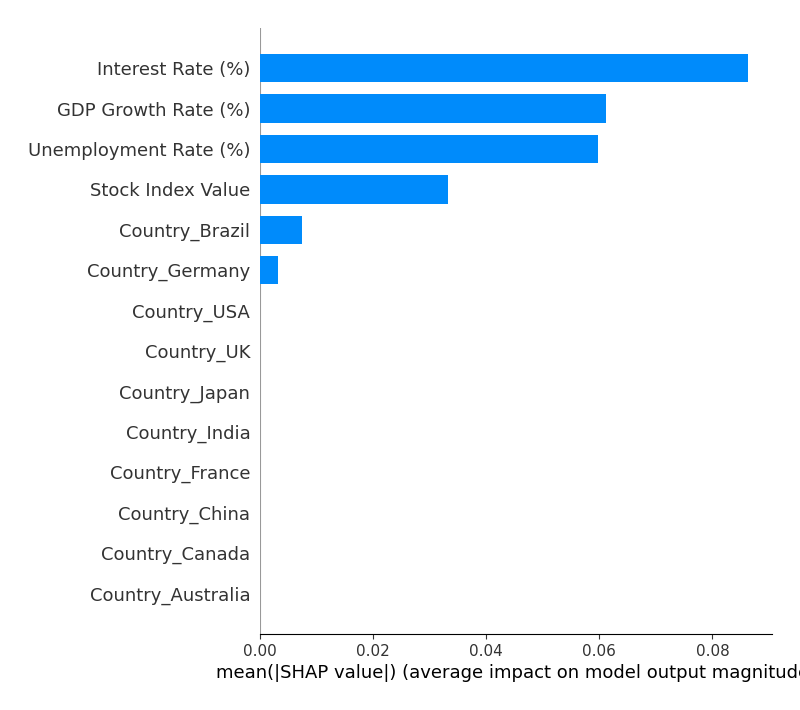 Interest Rate (%)
GDP Growth Rate (%)
Unemployment Rate (%)
Stock Index Value
Country_Brazil
Country_Germany
Country_USA
Country_UK
Country_Japan
Country_India
Country_France
Country_China
Country_Canada
Country_Australia
0.00 0.02 0.04 0.06 0.08
mean(|SHAP value|) (average impact on model output magnitud